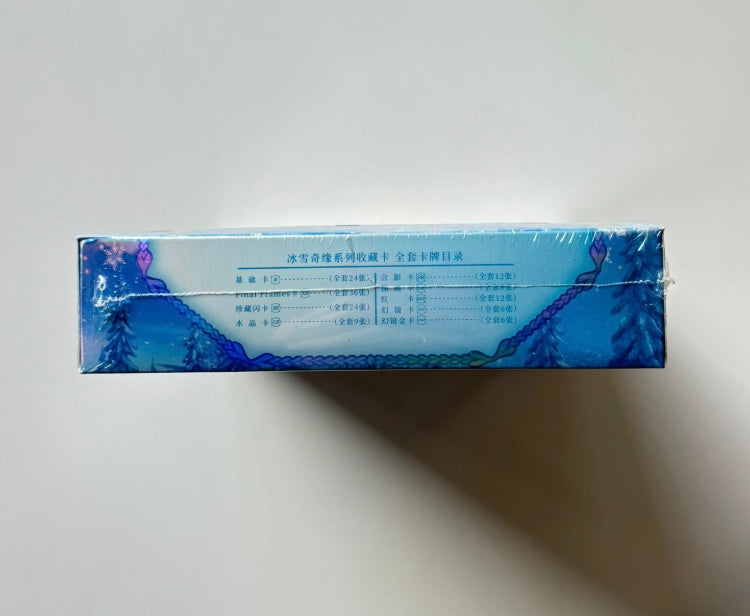 冰雪奇缘系列收藏卡 全套卡牌目录
基础卡 (全套24张)
Final Frames卡 (全套36张)
珍藏闪卡 (全套24张)
水晶卡 (全套9张)
合影卡 (全套12张)
卡
红 卡 (全套12张)
幻镜卡 (全套6张)
幻镜金卡 (全套6张)